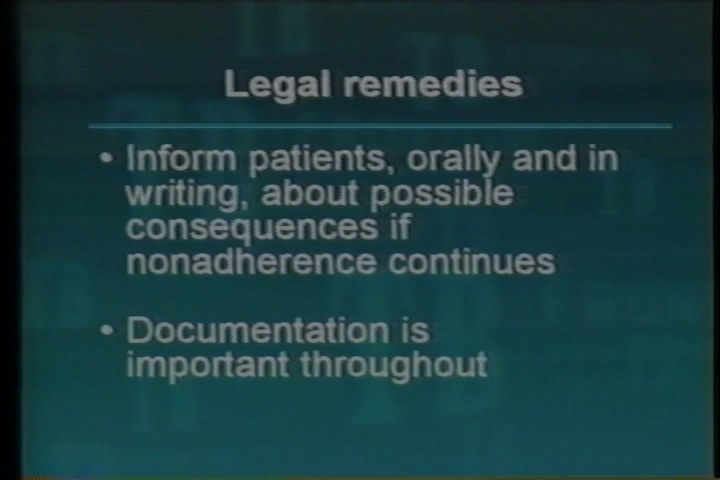 Legal remedies
• Inform patients, orally and in
writing, about possible
consequences if
nonadherence continues
• Documentation is
important throughout